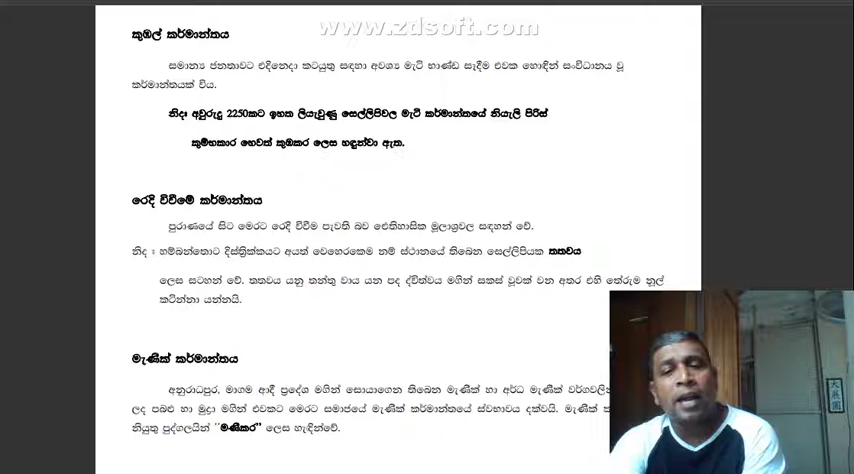 www.zdsoft.com
කුඹල් කර්මාන්තය
සමාන්‍ය ජනතාවට එදිනෙදා කටයුතු සඳහා අවශ්‍ය මැටි භාණ්ඩ සෑදීම එවක හොඳින් සංවිධානය වූ
කර්මාන්තයක් විය.
නිද: අවුරුදු 2250කට ඉහත ලියැවුණු සෙල්ලිපිවල මැටි කර්මාන්තයේ නියැලි පිරිස්
කුම්භකාර හෙවත් කුඹකර ලෙස හඳුන්වා ඇත.
රෙදි විවීමේ කර්මාන්තය
පුරාණයේ සිට මෙරට රෙදි විවීම පැවති බව ඓතිහාසික මූලාශ්‍රවල සඳහන් වේ.
නිද : හම්බන්තොට දිස්ත්‍රික්කයට අයත් වෙහෙරකෙම නම් ස්ථානයේ තිබෙන සෙල්ලිපියක තතවය
ලෙස සටහන් වේ. තතවය යනු තන්තු වාය යන පද ද්විත්වය මගින් සකස් වූවක් වන අතර එහි තේරුම නූල්
කටින්නා යන්නයි.
මැණික් කර්මාන්තය
අනුරාධපුර, මාගම ආදී ප්‍රදේශ මගින් සොයාගෙන තිබෙන මැණික් හා අර්ධ මැණික් වර්ගවලින්
ලද පබළු හා මුද්‍රා මගින් එවකට මෙරට සමාජයේ මැණික් කර්මාන්තයේ ස්වභාවය දක්වයි. මැණික්
නියුතු පුද්ගලයින් "මණිකර" ලෙස හැඳින්වේ.